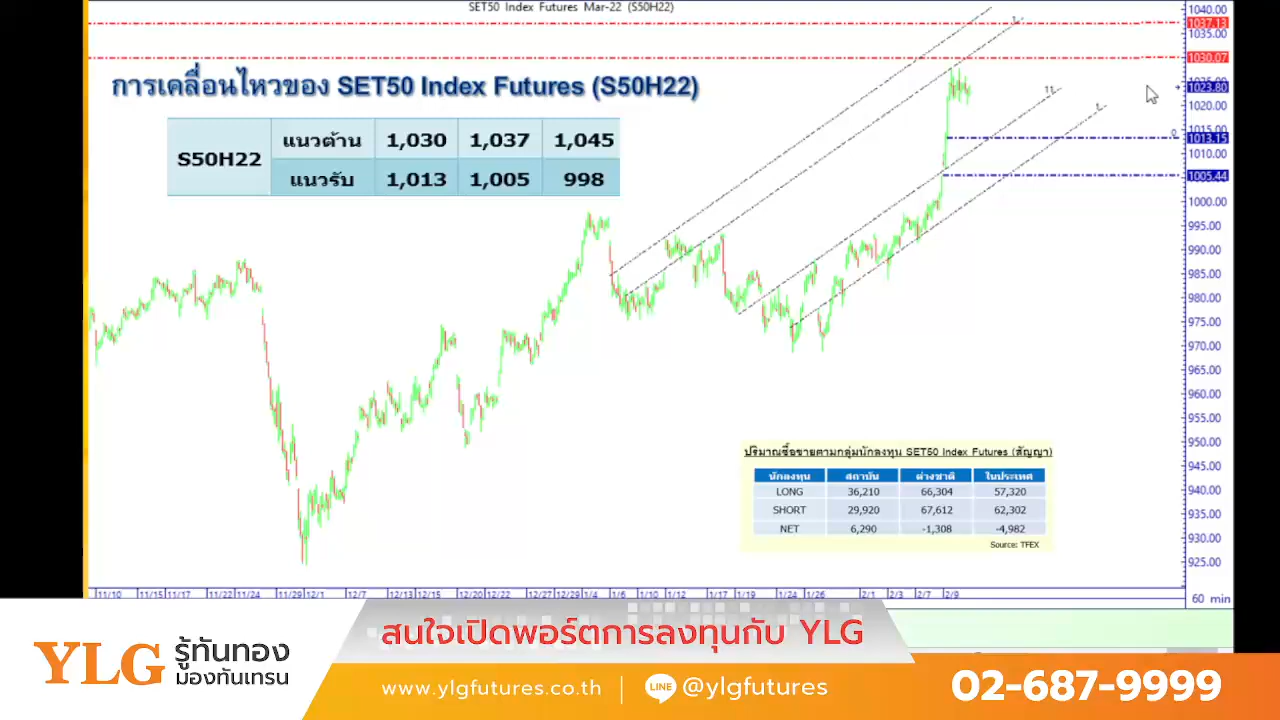 SET50 Index Futures Mar-22 (S50H22)
การเคลื่อนไหวของ SET50 Index Futures (S50H22)
S50H22
แนวต้าน 1,030 1,037 1,045
แนวรับ 1,013 1,005 998
1040.00
1037.13
1035.00
1030.07
1023.80
1020.00
1015.00
1013.15
1010.00
1005.44
1000.00
995.00
990.00
985.00
980.00
975.00
970.00
965.00
960.00
955.00
950.00
945.00
940.00
935.00
930.00
925.00
ปริมาณซื้อขายตามกลุ่มนักลงทุน SET50 Index Futures (สัญญา)
นักลงทุน สถาบัน ต่างชาติ ในประเทศ
LONG 36,210 66,304 57,320
SHORT 29,920 67,612 62,302
NET 6,290 -1,308 -4,982
Source: TFEX
11/10 11/15 11/17 11/22 11/24 11/29 12/1 12/7 12/13 12/15 12/20 12/22 12/27 12/29 1/4 1/6 1/10 1/12 1/17 1/19 1/24 1/26 2/1 2/3 2/7 2/9 60 min
YLG รู้ทันทอง
มองทันเทรน
สนใจเปิดพอร์ตการลงทุนกับ YLG
www.ylgfutures.co.th | LINE @ylgfutures
02-687-9999